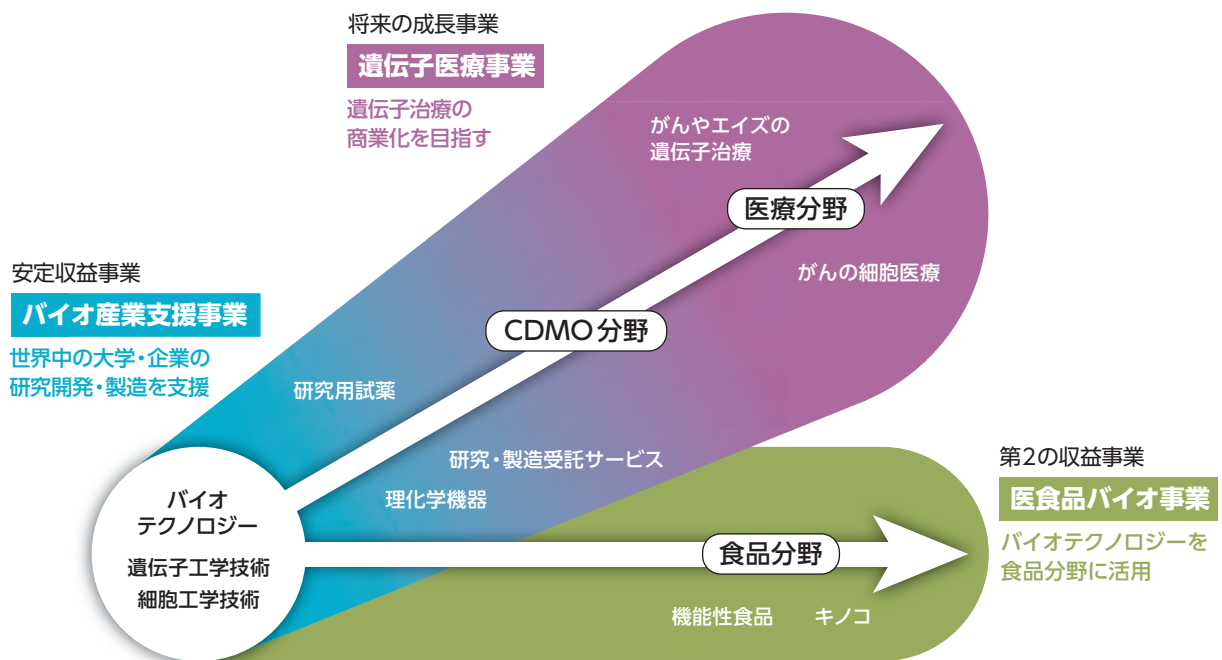 将来の成長事業
遺伝子医療事業
遺伝子治療の
商業化を目指す
がんやエイズの
遺伝子治療
医療分野
がんの細胞医療
安定収益事業
バイオ産業支援事業
世界中の大学・企業の
研究開発・製造を支援
CDMO分野
研究用試薬
研究・製造受託サービス
理化学機器
バイオ
テクノロジー
遺伝子工学技術
細胞工学技術
第2の収益事業
医食品バイオ事業
バイオテクノロジーを
食品分野に活用
食品分野
機能性食品 キノコ